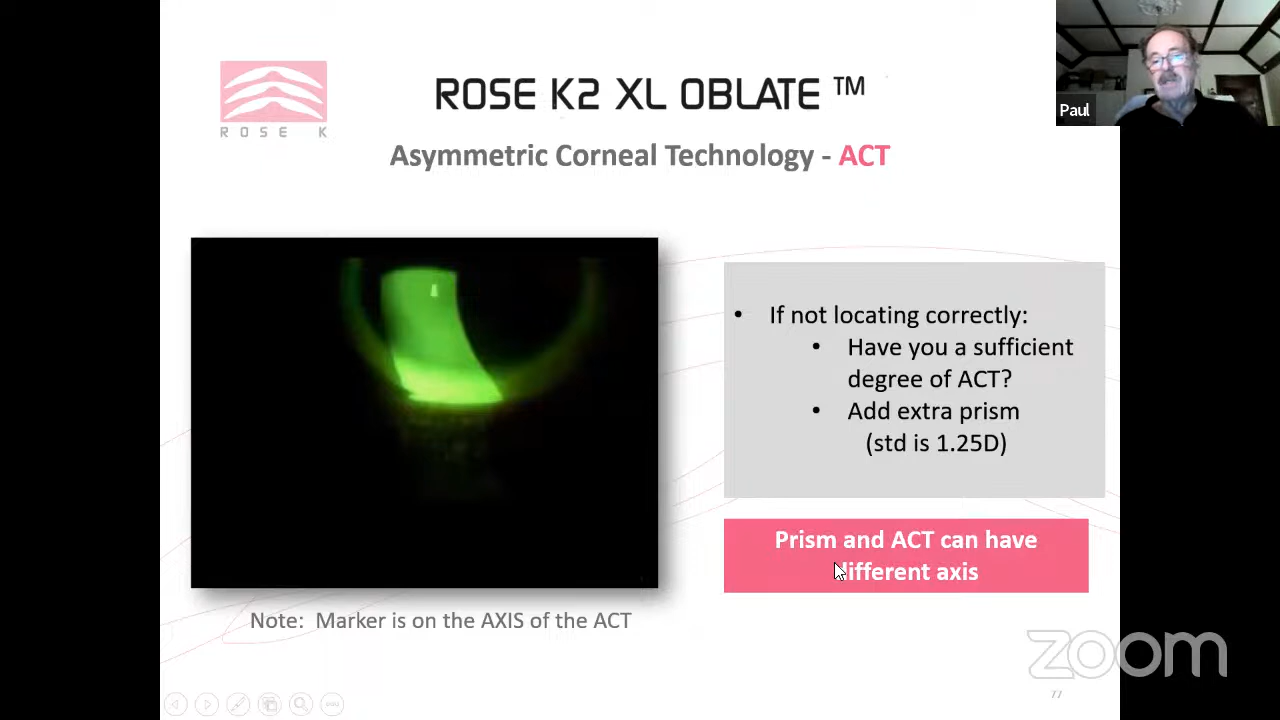 ROSE K2 XL OBLATE ™
ROSE K
Paul
Asymmetric Corneal Technology - ACT
• If not locating correctly:
• Have you a sufficient
degree of ACT?
• Add extra prism
(std is 1.25D)
Prism and ACT can have
different axis
Note: Marker is on the AXIS of the ACT
zoom
77